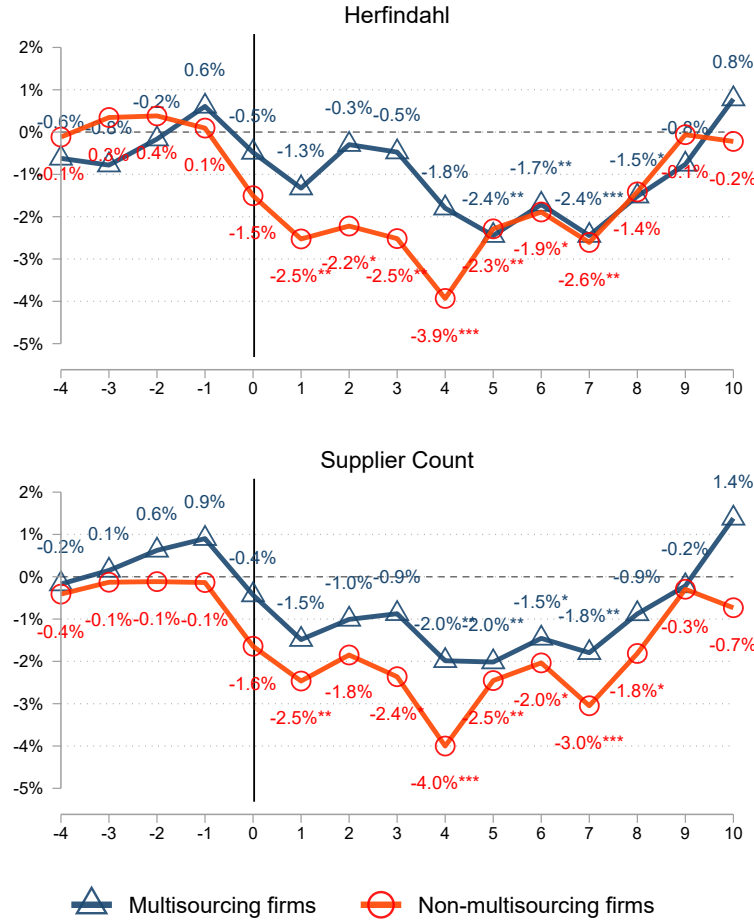 Herfindahl
2%
1%
0%
-1%
-2%
-3%
-4%
-5%
-0.6% -0.8% -0.2% 0.6% -0.5% -1.3% -0.3% -0.5% -1.8% -2.4%** -1.7%** -2.4%*** -1.5%* -0.8% 0.8%
-0.1% 0.3% 0.4% 0.1% -1.5% -2.5%** -2.2%* -2.5%** -3.9%*** -2.3%** -1.9%* -2.6%** -1.4% -0.1% -0.2%
-4 -3 -2 -1 0 1 2 3 4 5 6 7 8 9 10
Supplier Count
2%
1%
0%
-1%
-2%
-3%
-4%
-5%
-0.2% 0.1% 0.6% 0.9% -0.4% -1.5% -1.0% -0.9% -2.0%** -2.0%** -1.5%* -1.8%** -0.9% -0.2% 1.4%
-0.4% -0.1% -0.1% -0.1% -1.6% -2.5%** -1.8% -2.4%* -4.0%*** -2.5%** -2.0%* -3.0%*** -1.8%* -0.3% -0.7%
-4 -3 -2 -1 0 1 2 3 4 5 6 7 8 9 10
Multisourcing firms Non-multisourcing firms